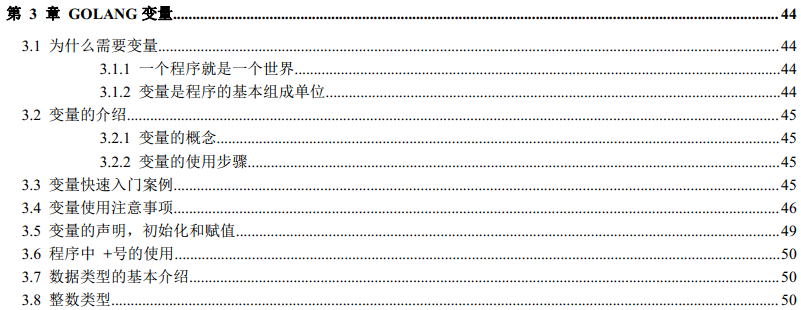 第 3 章 GOLANG 变量........................................44
3.1 为什么需要变量........................................44
3.1.1 一个程序就是一个世界........................................44
3.1.2 变量是程序的基本组成单位........................................44
3.2 变量的介绍........................................45
3.2.1 变量的概念........................................45
3.2.2 变量的使用步骤........................................45
3.3 变量快速入门案例........................................45
3.4 变量使用注意事项........................................46
3.5 变量的声明，初始化和赋值........................................49
3.6 程序中 +号的使用........................................50
3.7 数据类型的基本介绍........................................50
3.8 整数类型........................................50